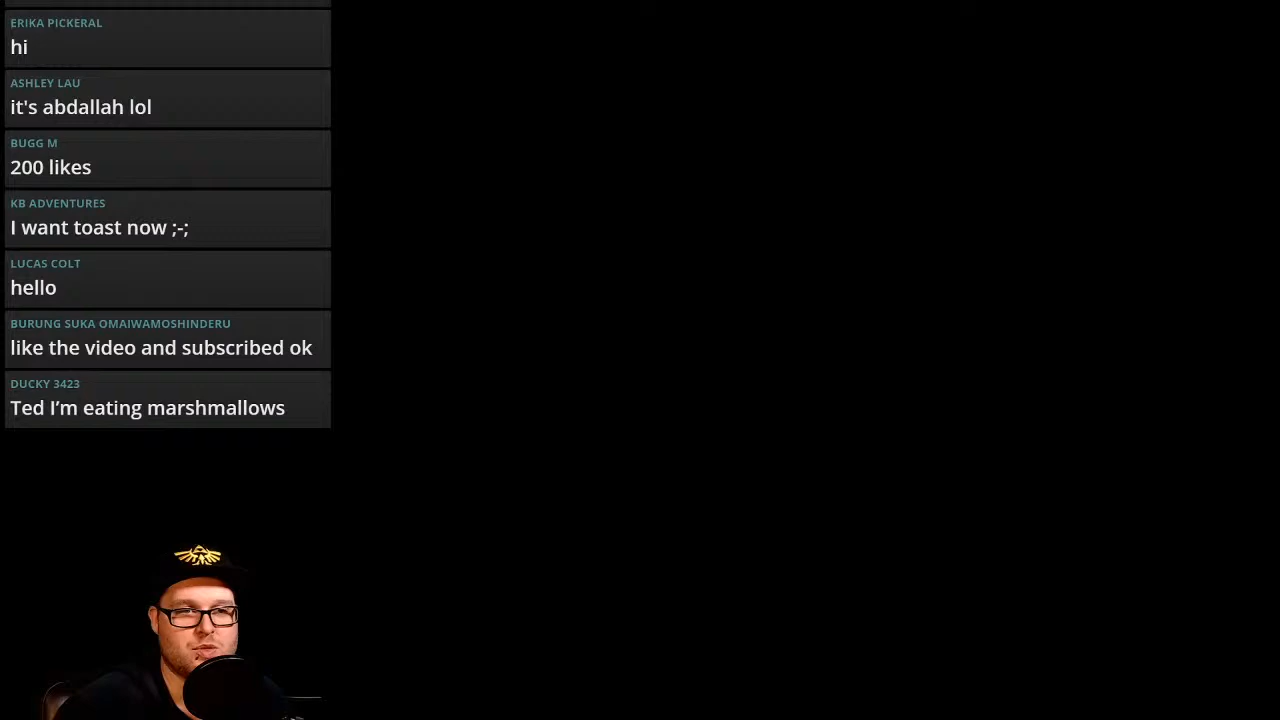 ERIKA PICKERAL
hi
ASHLEY LAU
it's abdallah lol
BUGG M
200 likes
KB ADVENTURES
I want toast now ;-;
LUCAS COLT
hello
BURUNG SUKA OMAIWAMOSHINDERU
like the video and subscribed ok
DUCKY 3423
Ted I’m eating marshmallows